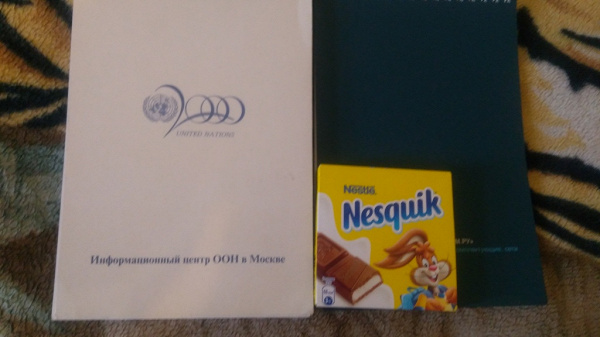 2000
UNITED NATIONS
Информационный центр ООН в Москве
Nestlé
Nesquik